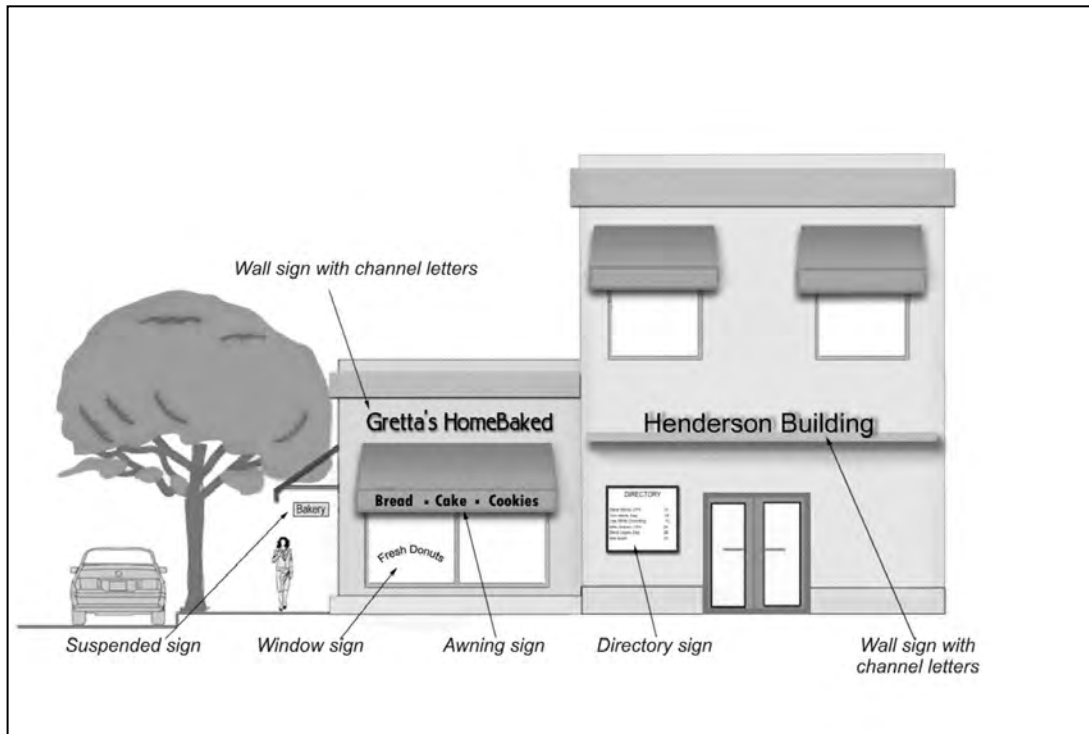 Wall sign with channel letters
Gretta's HomeBaked
Henderson Building
Bread • Cake • Cookies
DIRECTORY
Bakery
Fresh Donuts
Suspended sign
Window sign
Awning sign
Directory sign
Wall sign with
channel letters